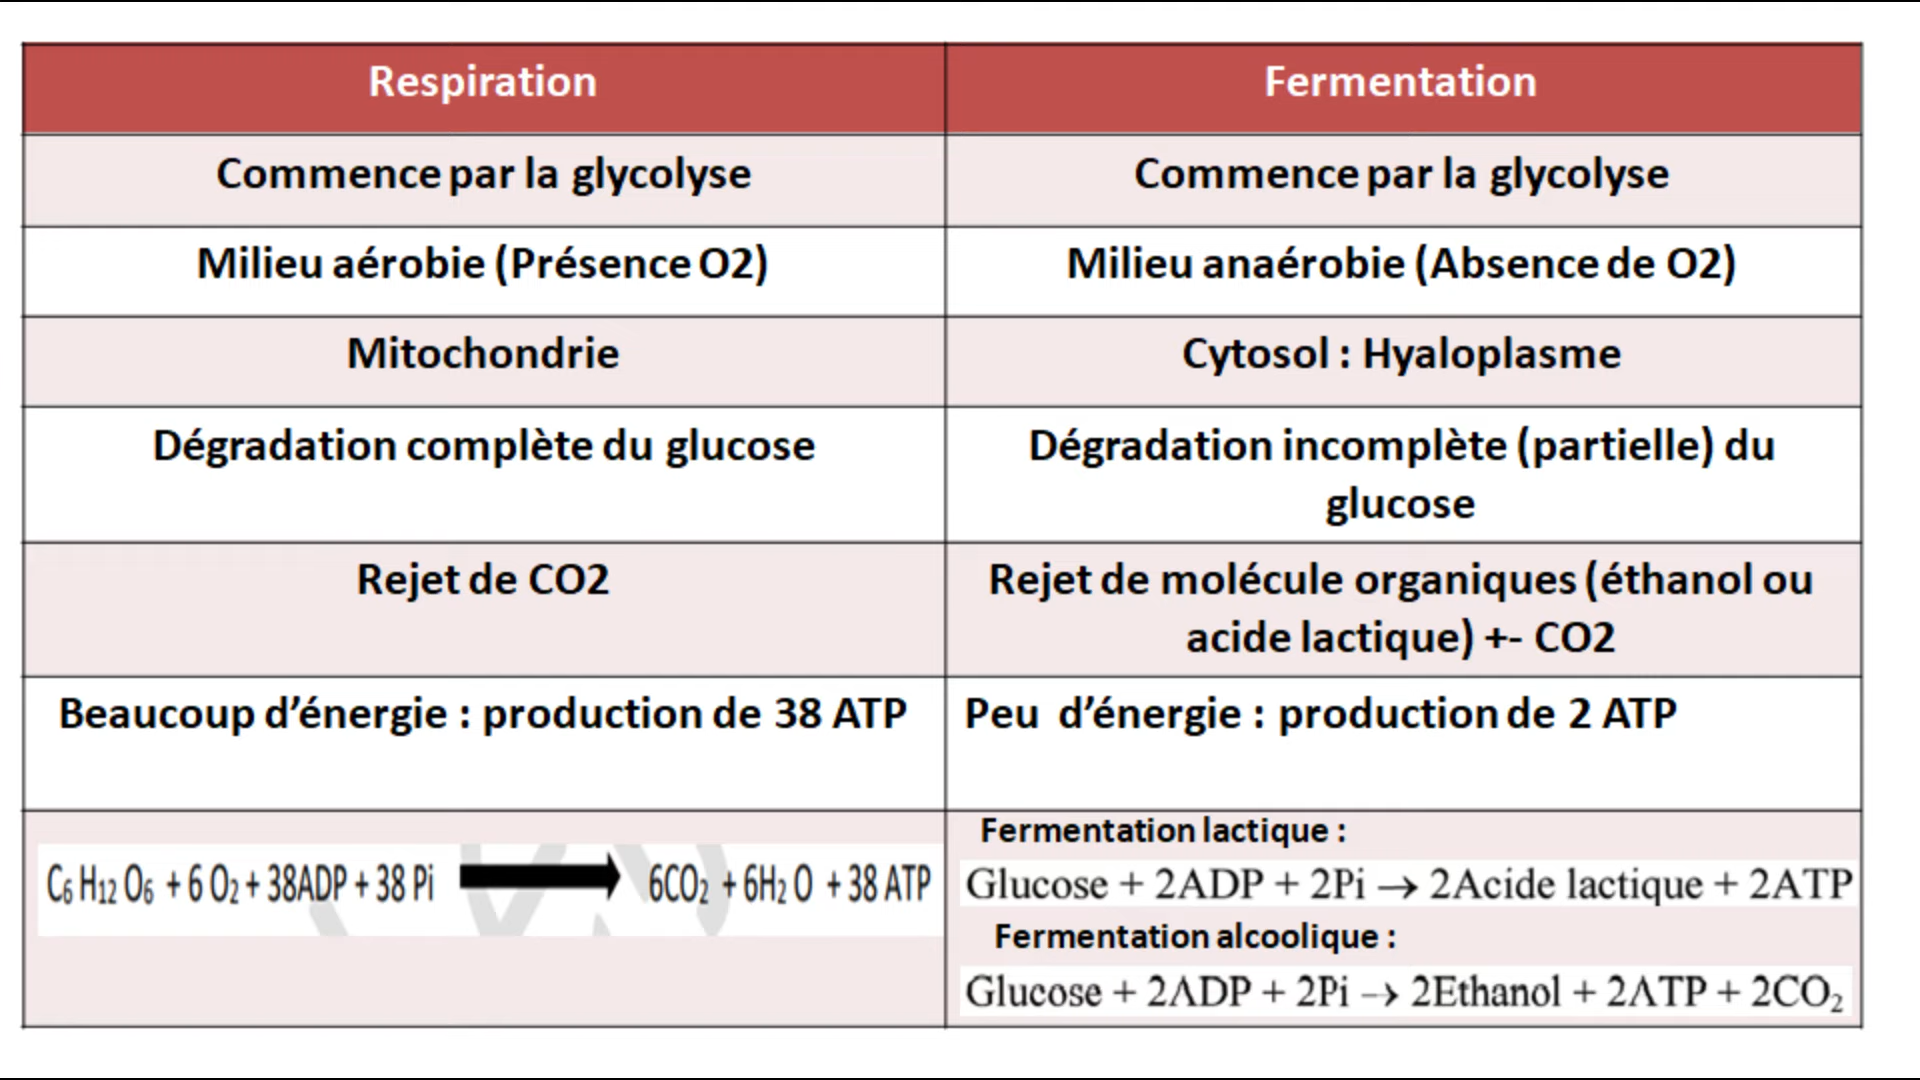 Respiration
Fermentation
Commence par la glycolyse
Commence par la glycolyse
Milieu aérobie (Présence O2)
Milieu anaérobie (Absence de O2)
Mitochondrie
Cytosol : Hyaloplasme
Dégradation complète du glucose
Dégradation incomplète (partielle) du
glucose
Rejet de CO2
Rejet de molécule organiques (éthanol ou
acide lactique) +- CO2
Beaucoup d’énergie : production de 38 ATP
Peu d’énergie : production de 2 ATP
C6 H12 O6 + 6 O2 + 38ADP + 38 Pi → 6CO2 + 6H2 O + 38 ATP
Fermentation lactique :
Glucose + 2ADP + 2Pi → 2Acide lactique + 2ATP
Fermentation alcoolique :
Glucose + 2ADP + 2Pi → 2Ethanol + 2ATP + 2CO2